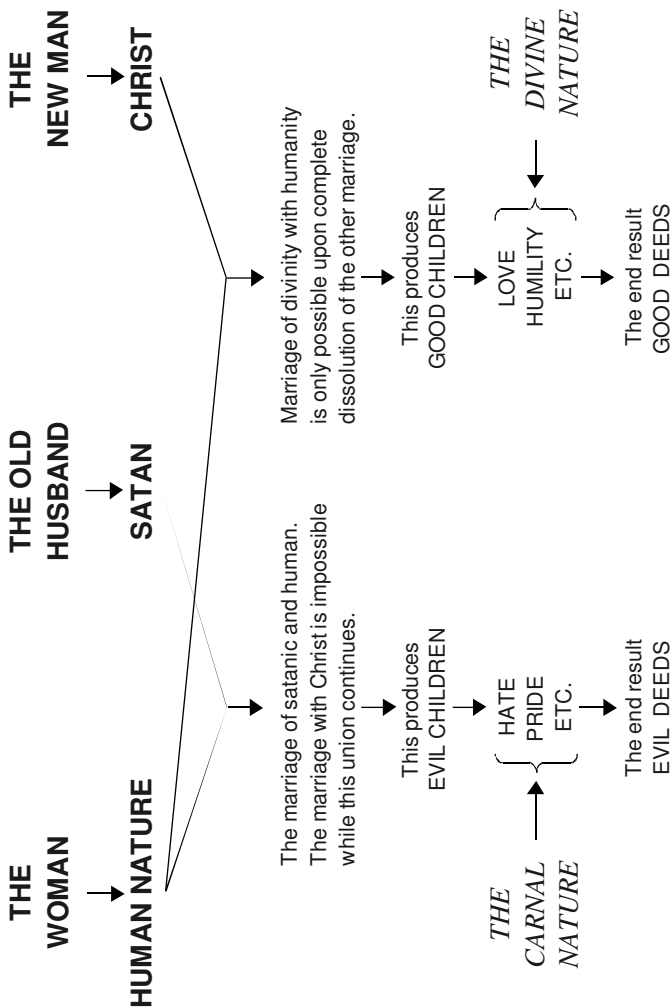 THE
WOMAN
HUMAN NATURE
THE OLD
HUSBAND
SATAN
THE
NEW MAN
CHRIST
The marriage of satanic and human.
The marriage with Christ is impossible
while this union continues.
This produces
EVIL CHILDREN
THE
CARNAL
NATURE
HATE
PRIDE
ETC.
The end result
EVIL DEEDS
Marriage of divinity with humanity
is only possible upon complete
dissolution of the other marriage.
This produces
GOOD CHILDREN
LOVE
HUMILITY
ETC.
THE
DIVINE
NATURE
The end result
GOOD DEEDS